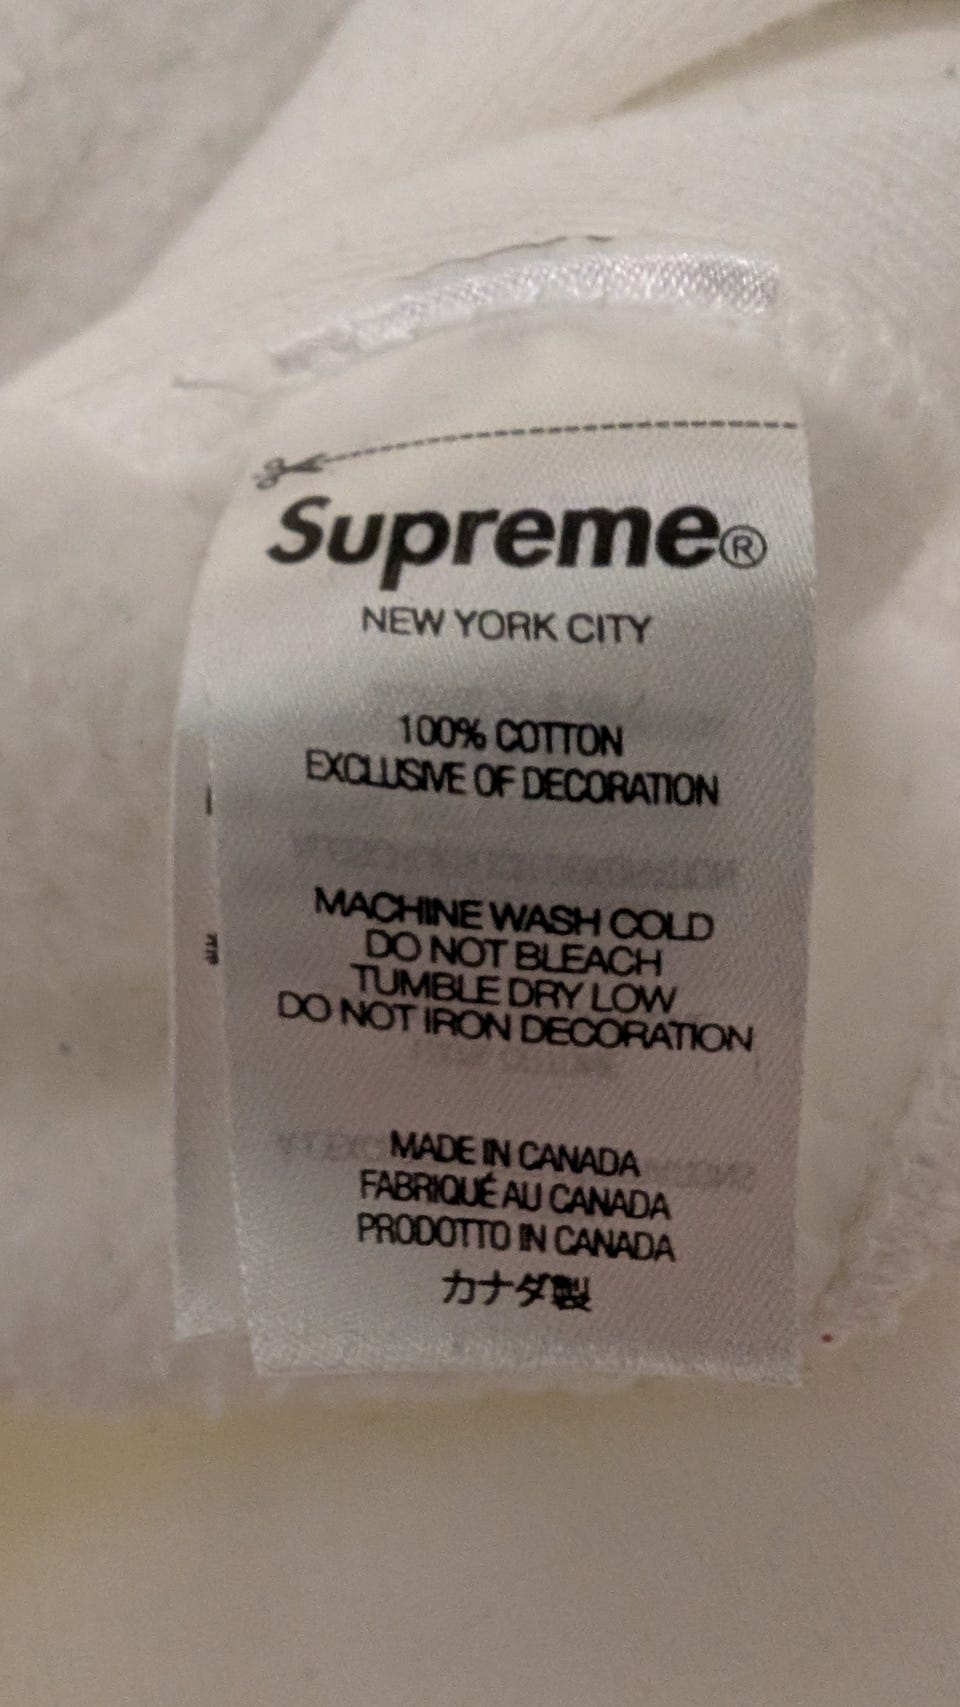 Supreme®
NEW YORK CITY
100% COTTON
EXCLUSIVE OF DECORATION
MACHINE WASH COLD
DO NOT BLEACH
TUMBLE DRY LOW
DO NOT IRON DECORATION
MADE IN CANADA
FABRIQUÉ AU CANADA
PRODOTTO IN CANADA
カナダ製